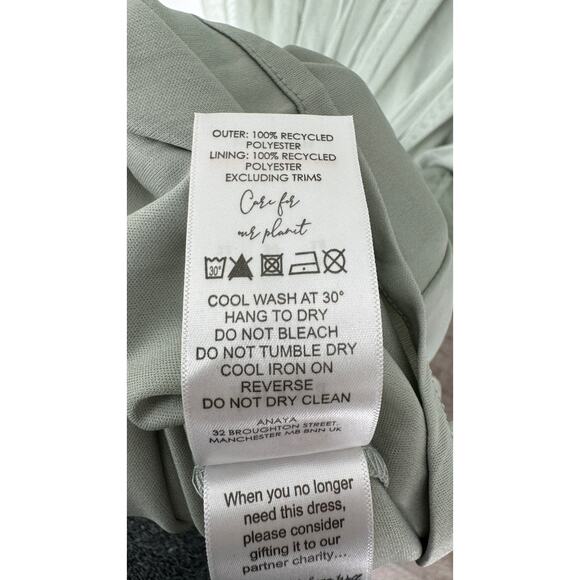 OUTER: 100% RECYCLED
POLYESTER
LINING: 100% RECYCLED
POLYESTER
EXCLUDING TRIMS
Care for
our planet
30°
COOL WASH AT 30°
HANG TO DRY
DO NOT BLEACH
DO NOT TUMBLE DRY
COOL IRON ON
REVERSE
DO NOT DRY CLEAN
ANAYA
32 BROUGHTON STREET,
MANCHESTER M8 8NN UK
When you no longer
need this dress,
please consider
gifting it to our
partner charity...